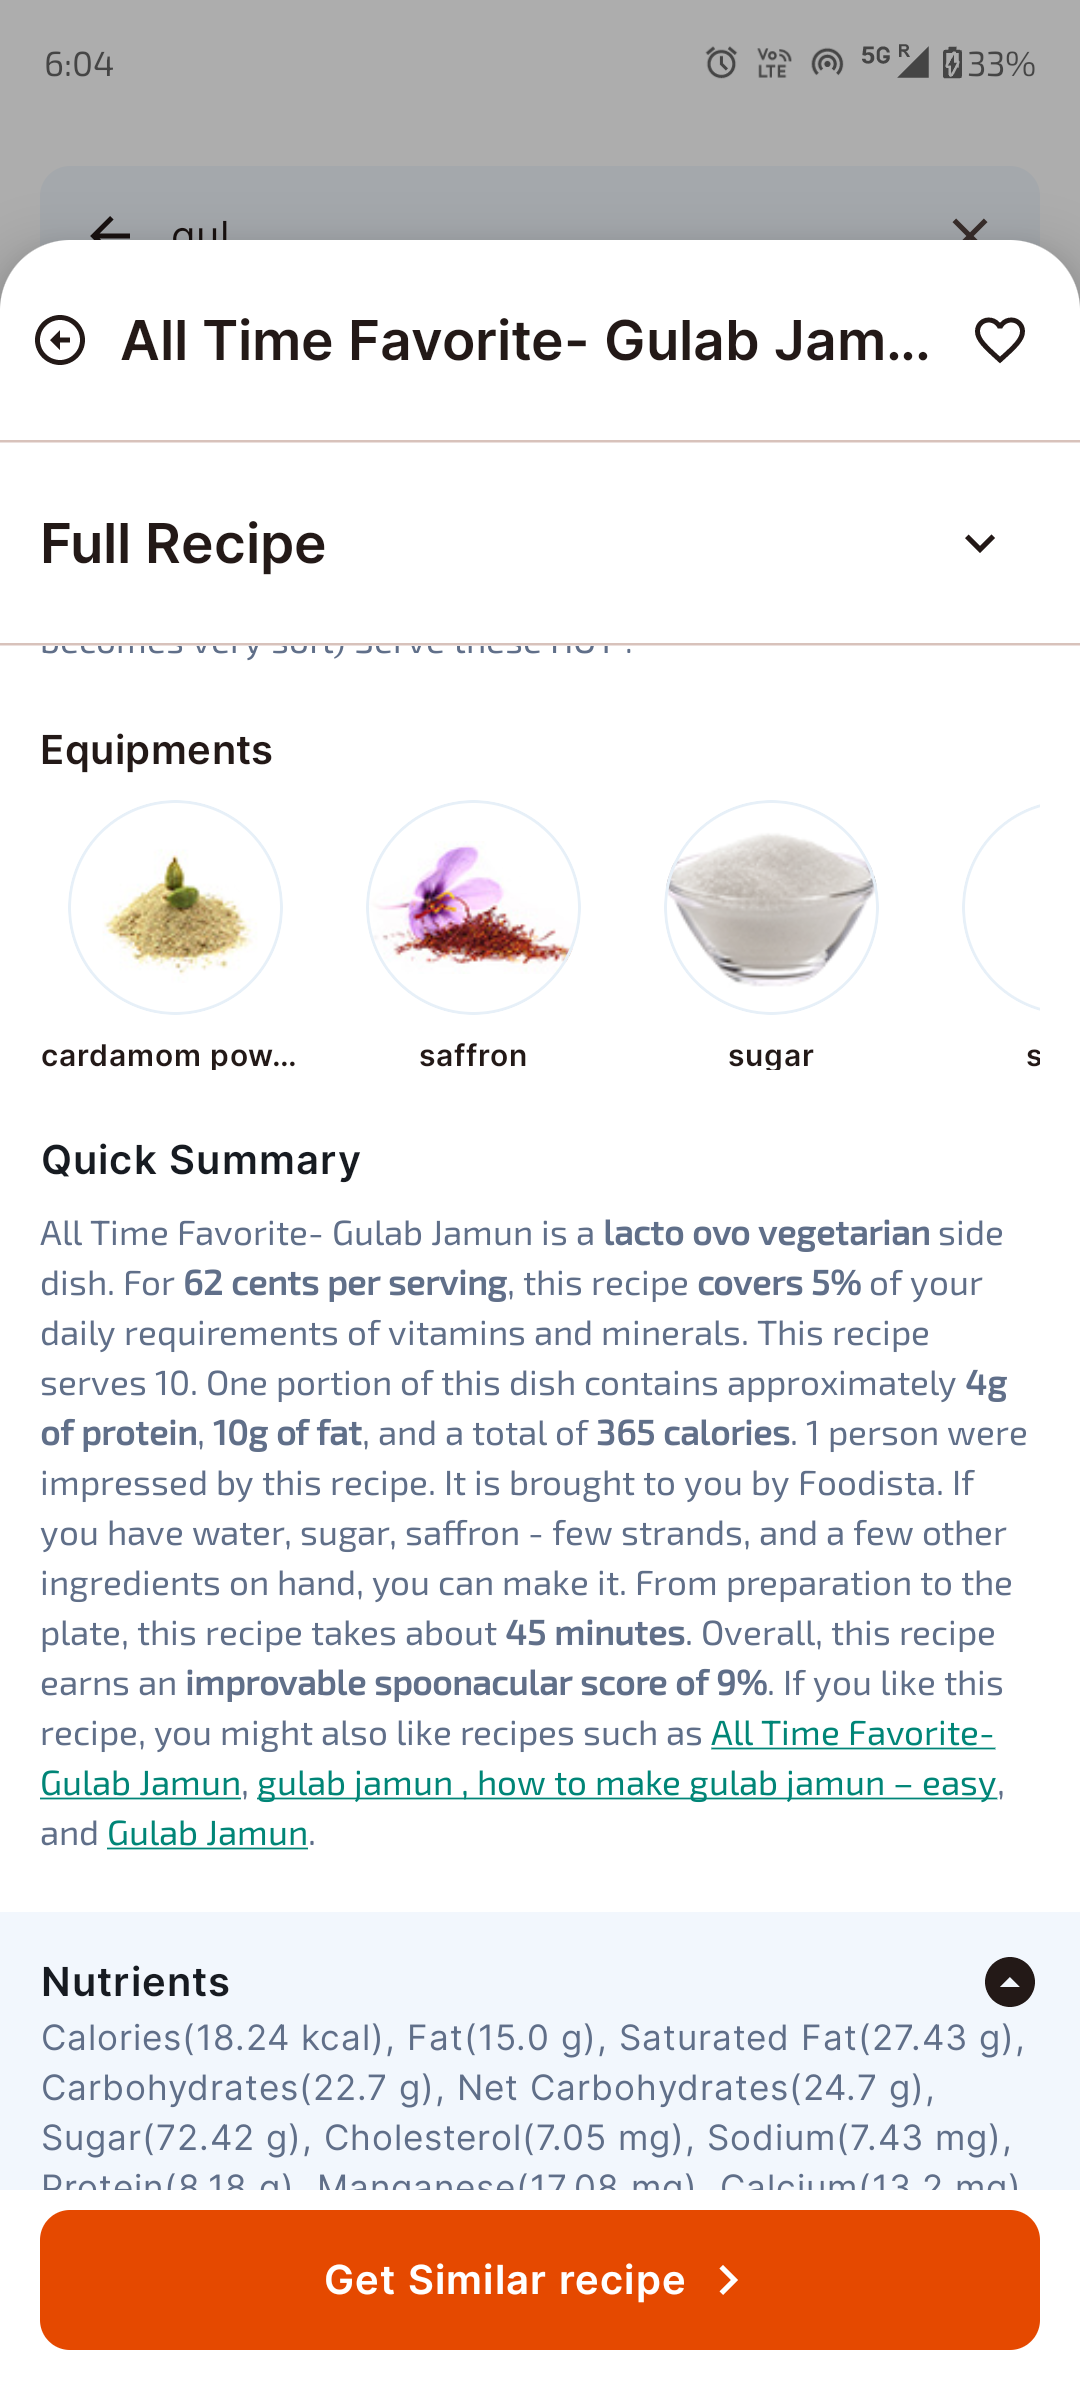 6:04
Vo LTE 5G R 33%
gul
All Time Favorite- Gulab Jam...
Full Recipe
becomes very soft) Serve these HOT .
Equipments
cardamom pow... saffron sugar s
Quick Summary
All Time Favorite- Gulab Jamun is a lacto ovo vegetarian side
dish. For 62 cents per serving, this recipe covers 5% of your
daily requirements of vitamins and minerals. This recipe
serves 10. One portion of this dish contains approximately 4g
of protein, 10g of fat, and a total of 365 calories. 1 person were
impressed by this recipe. It is brought to you by Foodista. If
you have water, sugar, saffron - few strands, and a few other
ingredients on hand, you can make it. From preparation to the
plate, this recipe takes about 45 minutes. Overall, this recipe
earns an improvable spoonacular score of 9%. If you like this
recipe, you might also like recipes such as All Time Favorite-
Gulab Jamun, gulab jamun , how to make gulab jamun – easy,
and Gulab Jamun.
Nutrients
Calories(18.24 kcal), Fat(15.0 g), Saturated Fat(27.43 g),
Carbohydrates(22.7 g), Net Carbohydrates(24.7 g),
Sugar(72.42 g), Cholesterol(7.05 mg), Sodium(7.43 mg),
Protein(8.18 g), Manganese(17.08 mg), Calcium(13.2 mg)
Get Similar recipe